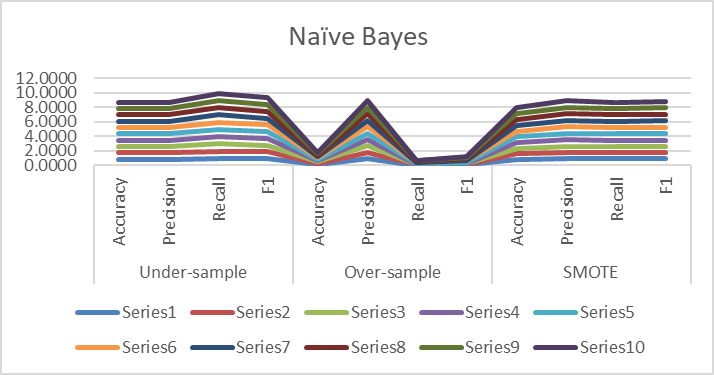 Naïve Bayes
12.0000
10.0000
8.0000
6.0000
4.0000
2.0000
0.0000
Accuracy Precision Recall F1 Accuracy Precision Recall F1 Accuracy Precision Recall F1
Under-sample Over-sample SMOTE
Series1 Series2 Series3 Series4 Series5
Series6 Series7 Series8 Series9 Series10